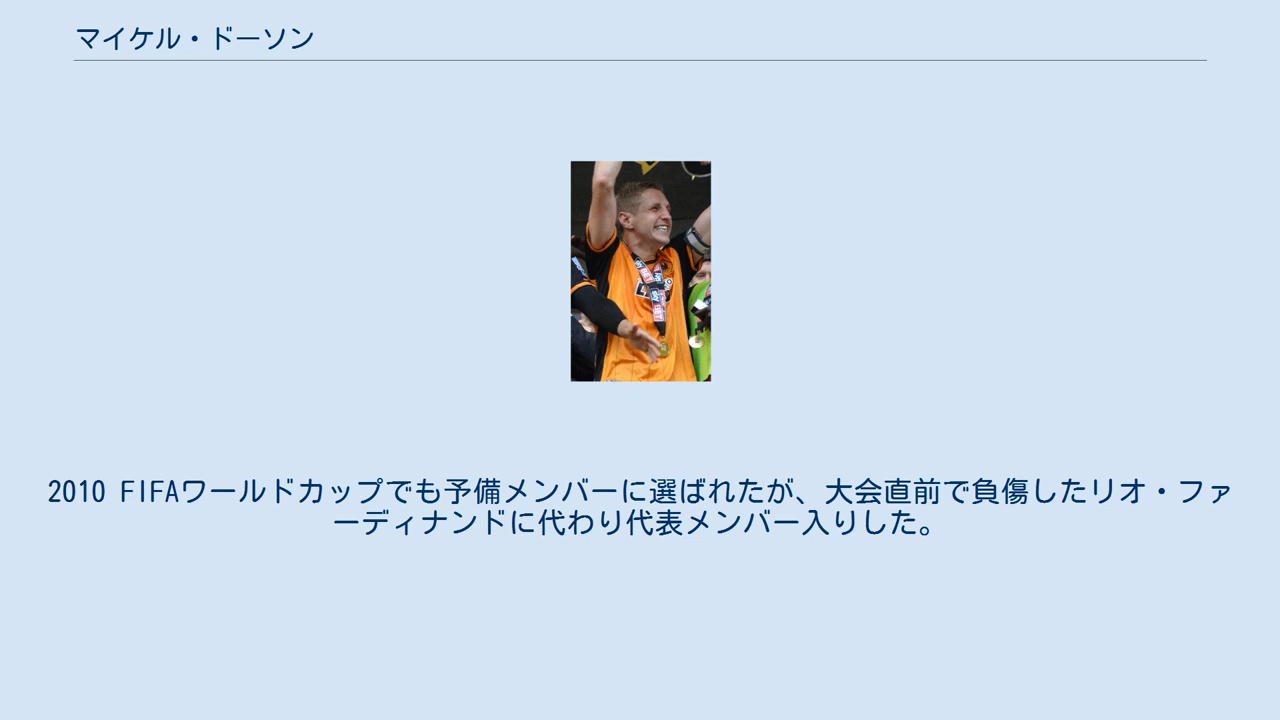 マイケル・ドーソン
2010 FIFAワールドカップでも予備メンバーに選ばれたが、大会直前で負傷したリオ・ファ
ーディナンドに代わり代表メンバー入りした。